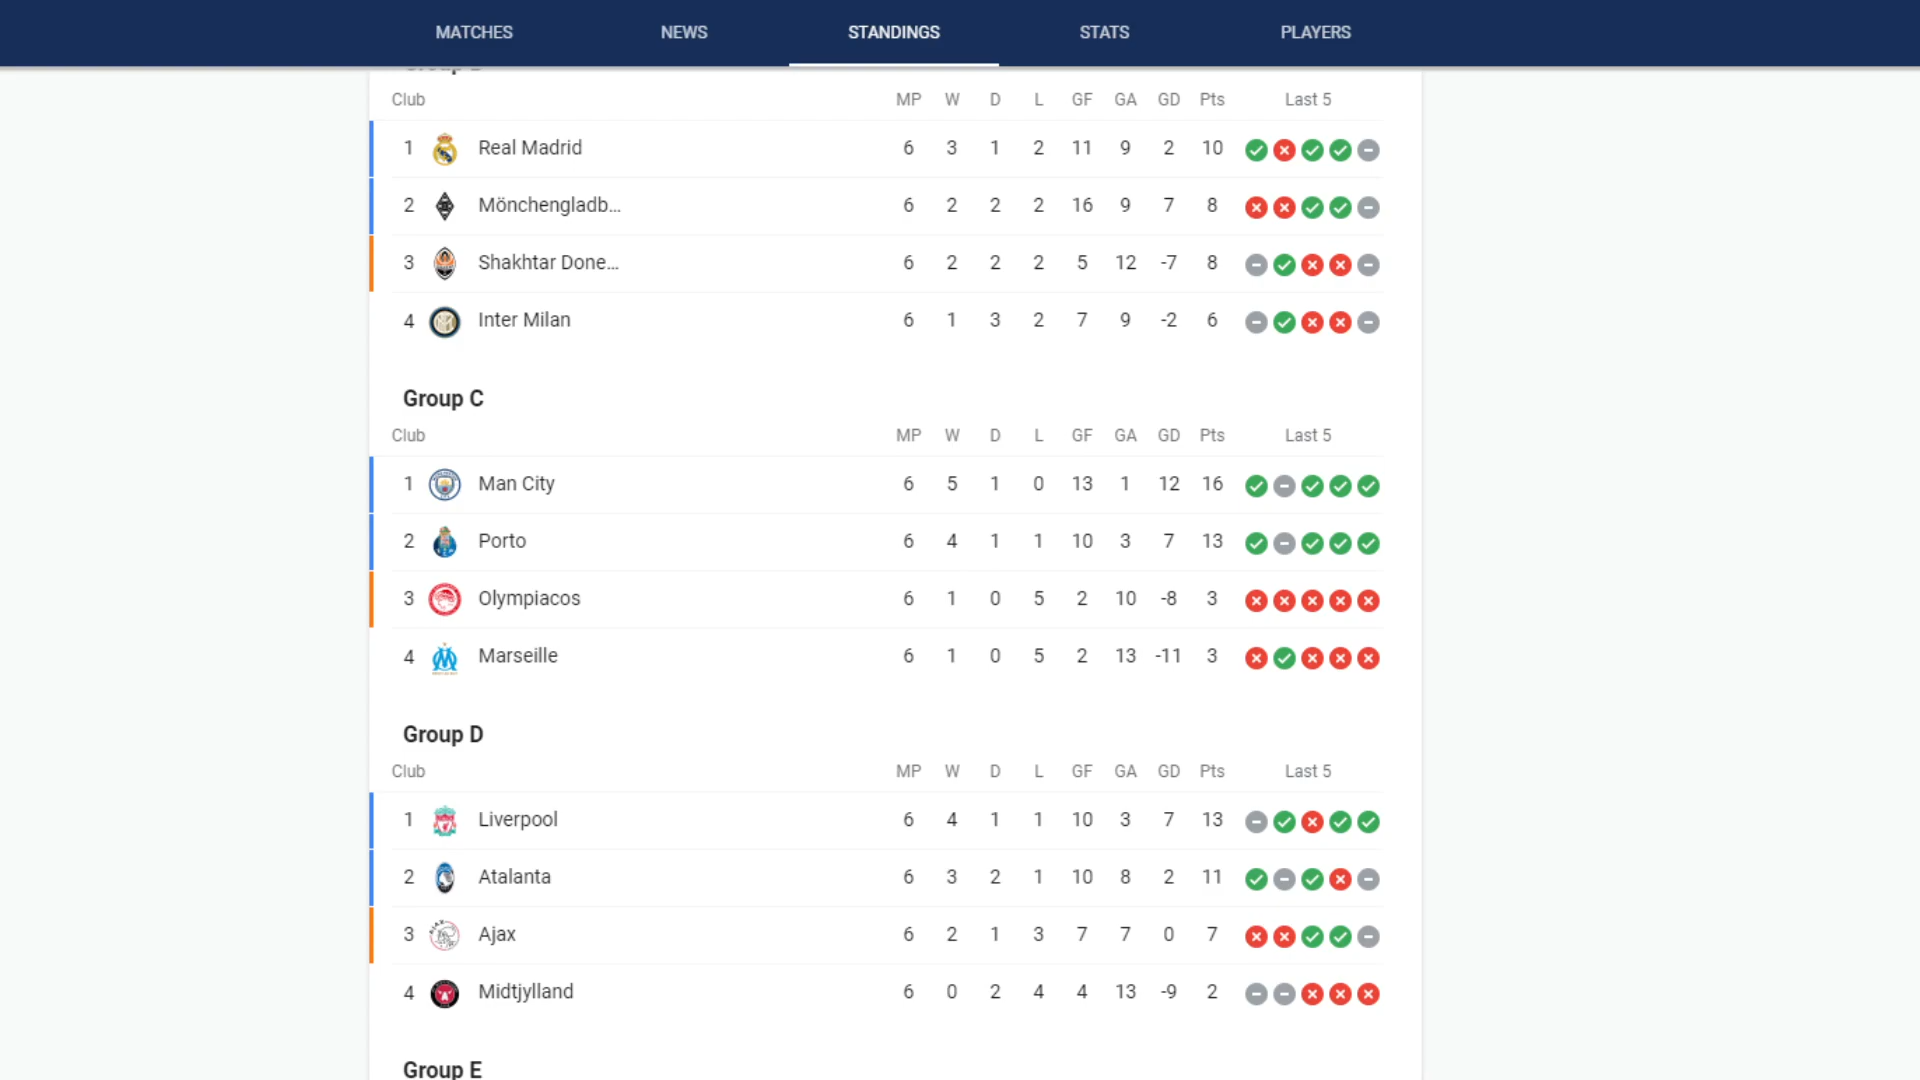 MATCHES NEWS STANDINGS STATS PLAYERS
Club MP W D L GF GA GD Pts Last 5
1 Real Madrid 6 3 1 2 11 9 2 10
2 Mönchengladb... 6 2 2 2 16 9 7 8
3 Shakhtar Done... 6 2 2 2 5 12 -7 8
4 Inter Milan 6 1 3 2 7 9 -2 6
Group C
Club MP W D L GF GA GD Pts Last 5
1 Man City 6 5 1 0 13 1 12 16
2 Porto 6 4 1 1 10 3 7 13
3 Olympiacos 6 1 0 5 2 10 -8 3
4 Marseille 6 1 0 5 2 13 -11 3
Group D
Club MP W D L GF GA GD Pts Last 5
1 Liverpool 6 4 1 1 10 3 7 13
2 Atalanta 6 3 2 1 10 8 2 11
3 Ajax 6 2 1 3 7 7 0 7
4 Midtjylland 6 0 2 4 4 13 -9 2
Group E